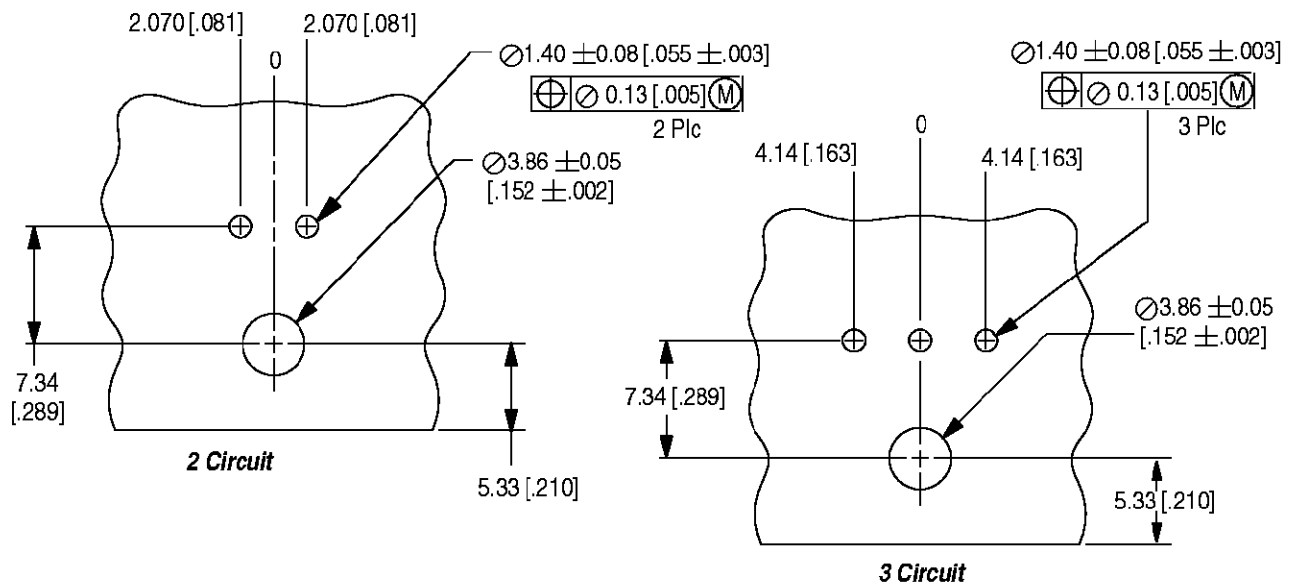 2.070 [.081] 2.070 [.081]
0
⌀1.40 ±0.08 [.055 ±.003]
⌖ ⌀ 0.13 [.005] Ⓜ
2 Plc
⌀3.86 ±0.05
[.152 ±.002]
7.34
[.289]
5.33 [.210]
2 Circuit
⌀1.40 ±0.08 [.055 ±.003]
⌖ ⌀ 0.13 [.005] Ⓜ
3 Plc
0
4.14 [.163] 4.14 [.163]
⌀3.86 ±0.05
[.152 ±.002]
7.34 [.289]
5.33 [.210]
3 Circuit